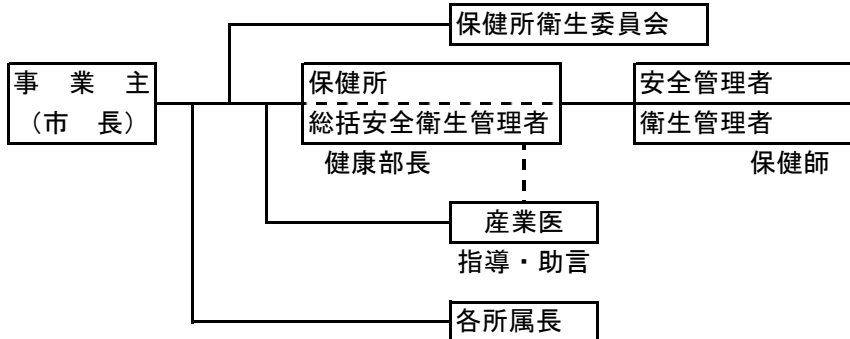 保健所衛生委員会
事　業　主
（市　長）
保健所
総括安全衛生管理者
健康部長
安全管理者
衛生管理者
保健師
産業医
指導・助言
各所属長